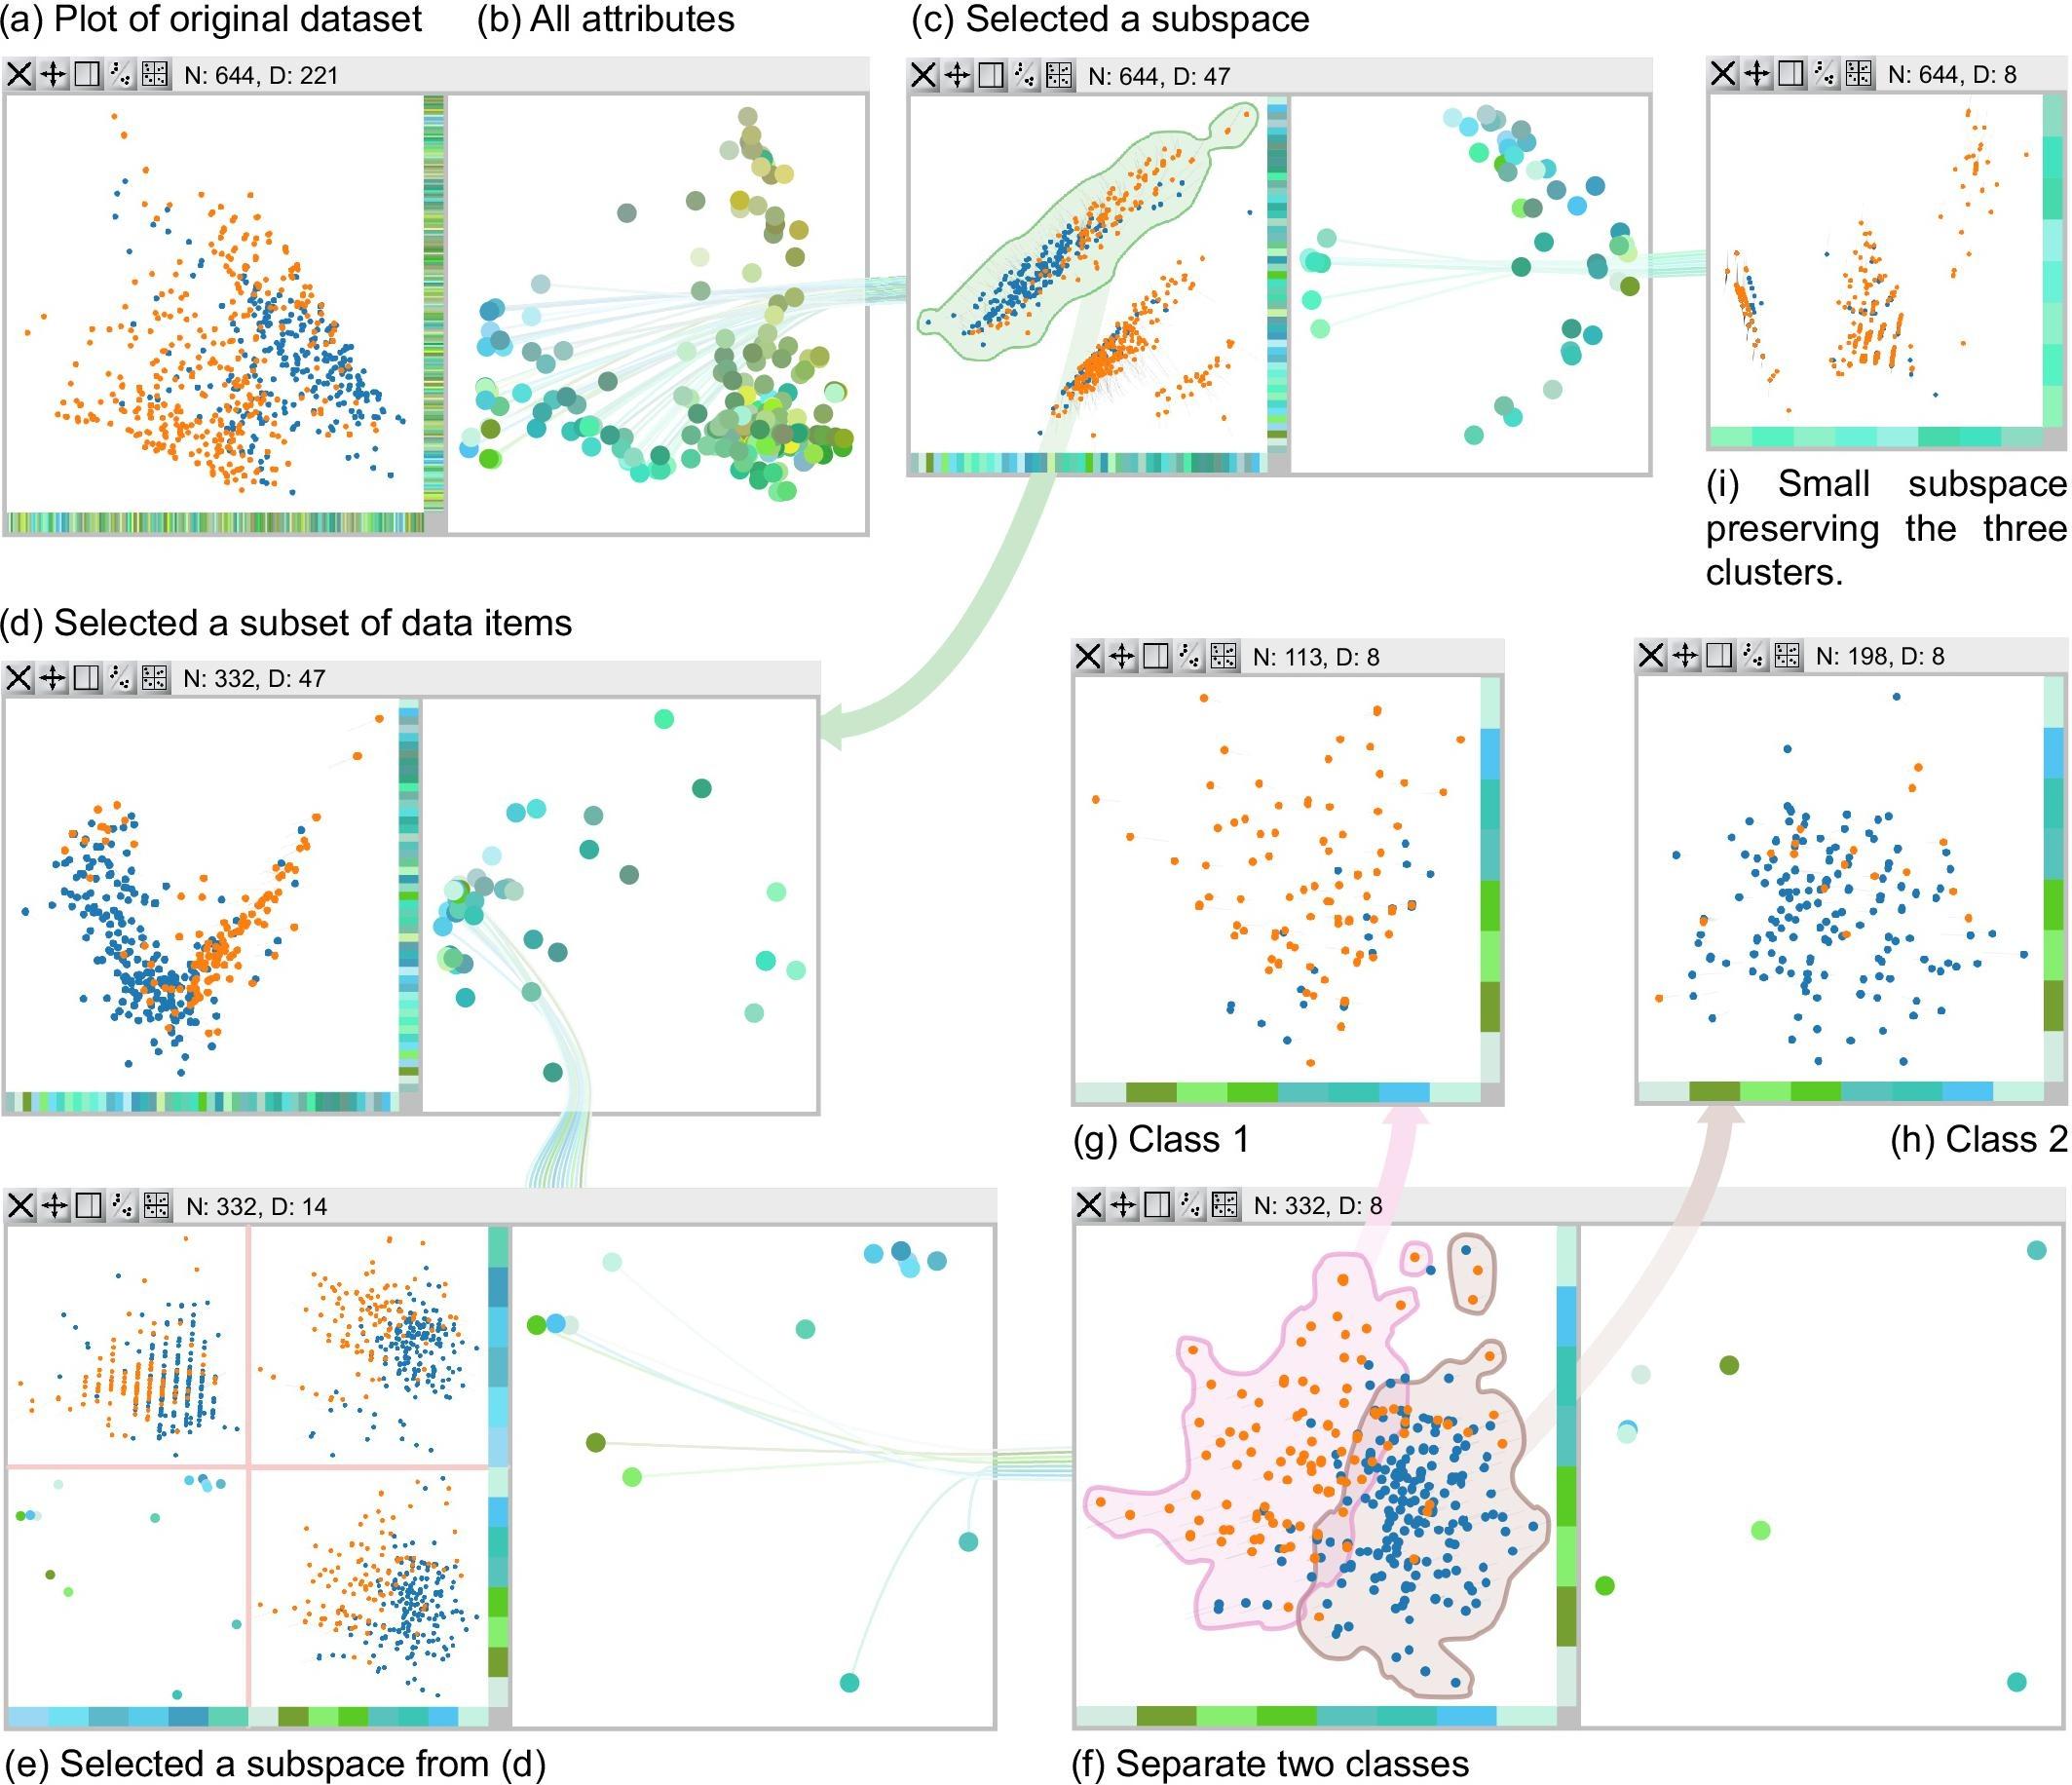 (a) Plot of original dataset
(b) All attributes
(c) Selected a subspace
N: 644, D: 221
N: 644, D: 47
N: 644, D: 8
(i) Small subspace
preserving the three
clusters.
(d) Selected a subset of data items
N: 332, D: 47
N: 113, D: 8
N: 198, D: 8
(g) Class 1
(h) Class 2
N: 332, D: 14
N: 332, D: 8
(e) Selected a subspace from (d)
(f) Separate two classes